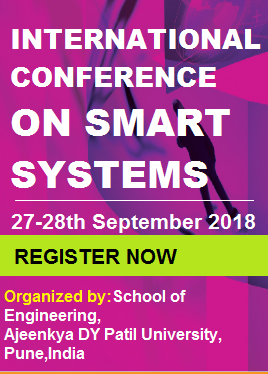 INTERNATIONAL
CONFERENCE
ON SMART
SYSTEMS
27-28th September 2018
REGISTER NOW
Organized by: School of
Engineering,
Ajeenkya DY Patil University,
Pune,India